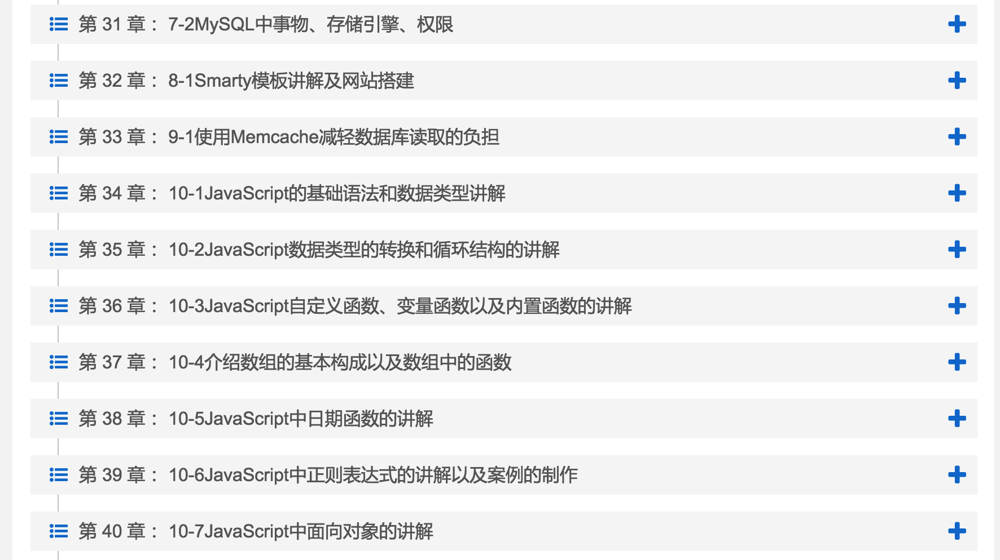 第 31 章： 7-2MySQL中事物、存储引擎、权限
第 32 章： 8-1Smarty模板讲解及网站搭建
第 33 章： 9-1使用Memcache减轻数据库读取的负担
第 34 章： 10-1JavaScript的基础语法和数据类型讲解
第 35 章： 10-2JavaScript数据类型的转换和循环结构的讲解
第 36 章： 10-3JavaScript自定义函数、变量函数以及内置函数的讲解
第 37 章： 10-4介绍数组的基本构成以及数组中的函数
第 38 章： 10-5JavaScript中日期函数的讲解
第 39 章： 10-6JavaScript中正则表达式的讲解以及案例的制作
第 40 章： 10-7JavaScript中面向对象的讲解